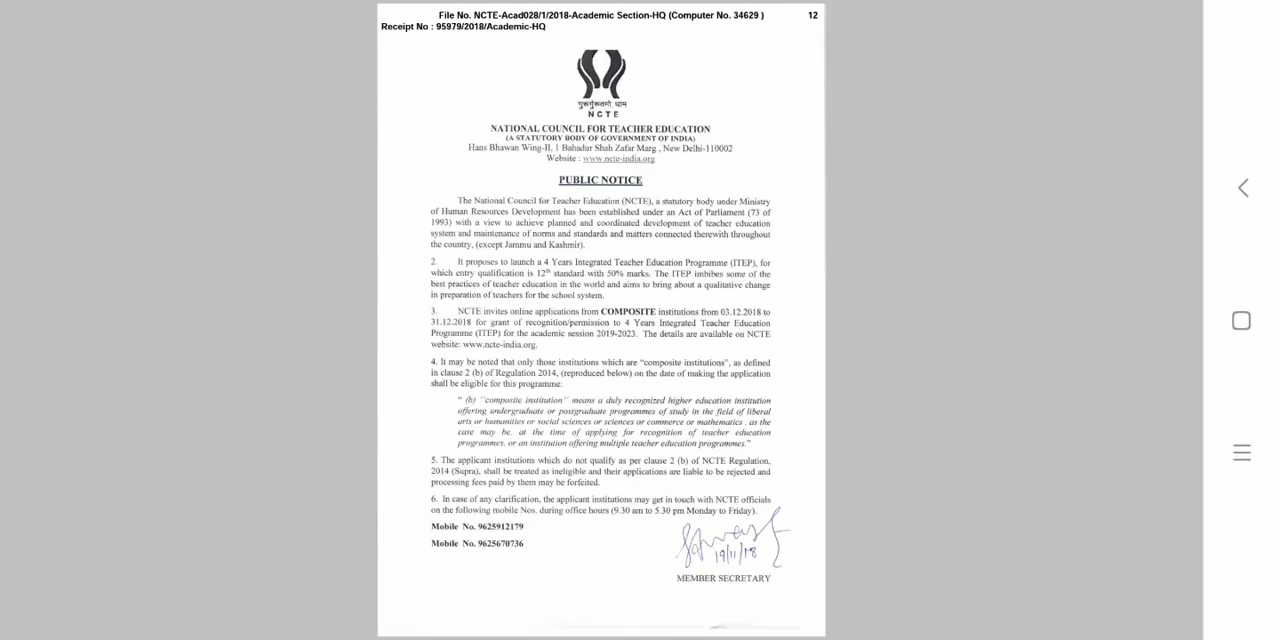 File No. NCTE-Acad028/1/2018-Academic Section-HQ (Computer No. 34629 )
12
Receipt No : 95979/2018/Academic-HQ
गुरुर्गुरुतमो धाम
NCTE
NATIONAL COUNCIL FOR TEACHER EDUCATION
(A STATUTORY BODY OF GOVERNMENT OF INDIA)
Hans Bhawan Wing-II, 1 Bahadur Shah Zafar Marg , New Delhi-110002
Website : www.ncte-india.org
PUBLIC NOTICE
The National Council for Teacher Education (NCTE), a statutory body under Ministry
of Human Resources Development has been established under an Act of Parliament (73 of
1993) with a view to achieve planned and coordinated development of teacher education
system and maintenance of norms and standards and matters connected therewith throughout
the country, (except Jammu and Kashmir).
2. It proposes to launch a 4 Years Integrated Teacher Education Programme (ITEP), for
which entry qualification is 12th standard with 50% marks. The ITEP imbibes some of the
best practices of teacher education in the world and aims to bring about a qualitative change
in preparation of teachers for the school system.
3. NCTE invites online applications from COMPOSITE institutions from 03.12.2018 to
31.12.2018 for grant of recognition/permission to 4 Years Integrated Teacher Education
Programme (ITEP) for the academic session 2019-2023. The details are available on NCTE
website: www.ncte-india.org.
4. It may be noted that only those institutions which are "composite institutions", as defined
in clause 2 (b) of Regulation 2014, (reproduced below) on the date of making the application
shall be eligible for this programme:
" (b) "composite institution" means a duly recognized higher education institution
offering undergraduate or postgraduate programmes of study in the field of liberal
arts or humanities or social sciences or sciences or commerce or mathematics, as the
case may be, at the time of applying for recognition of teacher education
programmes, or an institution offering multiple teacher education programmes."
5. The applicant institutions which do not qualify as per clause 2 (b) of NCTE Regulation,
2014 (Supra), shall be treated as ineligible and their applications are liable to be rejected and
processing fees paid by them may be forfeited.
6. In case of any clarification, the applicant institutions may get in touch with NCTE officials
on the following mobile Nos. during office hours (9.30 am to 5.30 pm Monday to Friday).
Mobile No. 9625912179
Mobile No. 9625670736
19/11/18
MEMBER SECRETARY